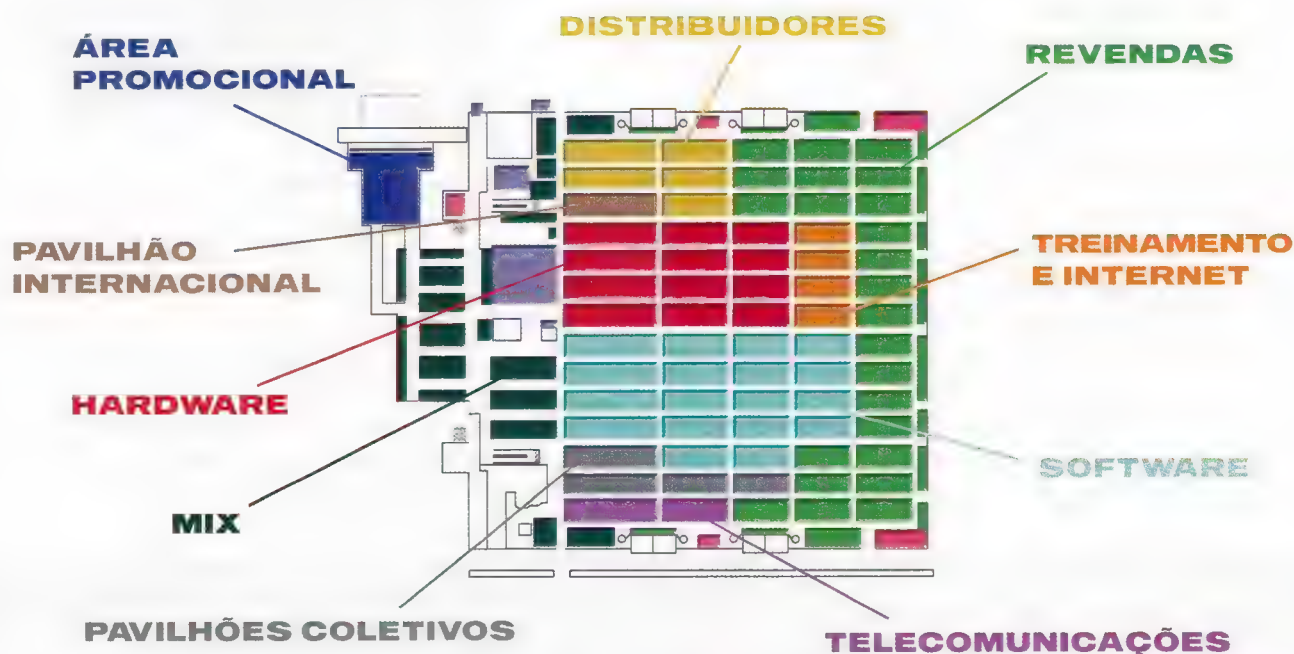 DISTRIBUIDORES
ÁREA
PROMOCIONAL
REVENDAS
PAVILHÃO
INTERNACIONAL
TREINAMENTO
E INTERNET
HARDWARE
SOFTWARE
MIX
PAVILHÕES COLETIVOS
TELECOMUNICAÇÕES